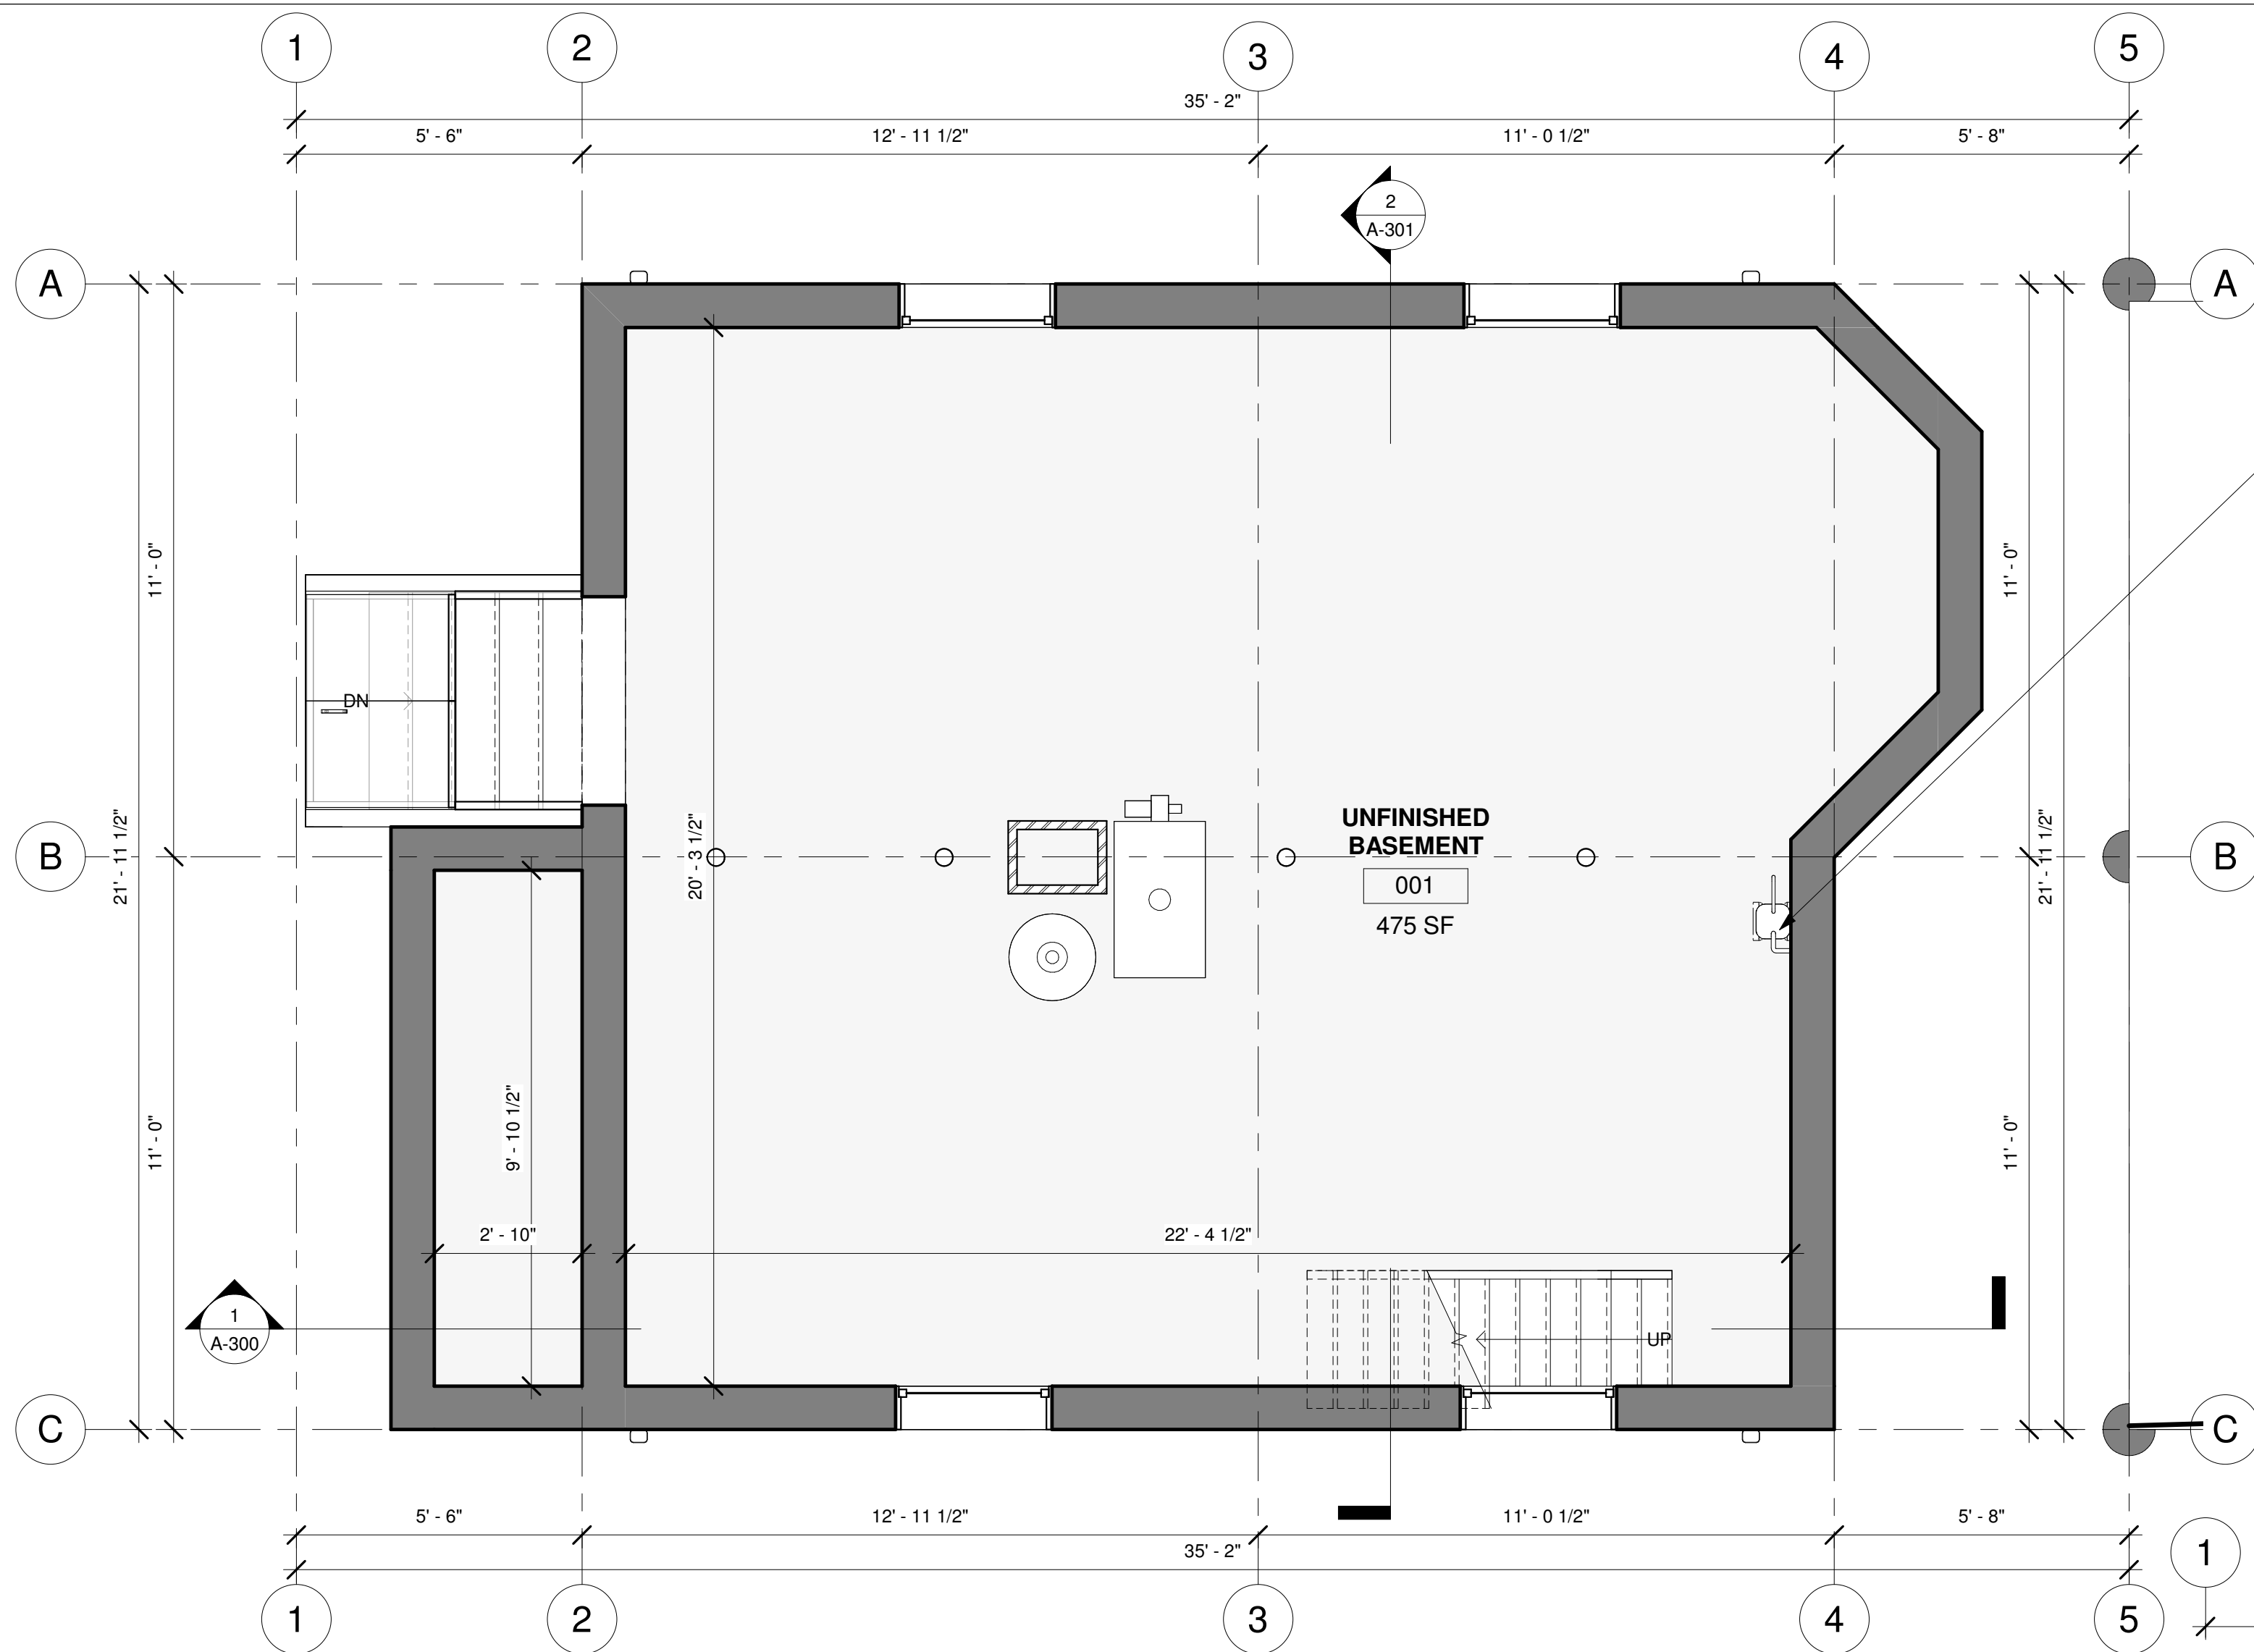 1
2
3
4
5
35' - 2"
5' - 6"
12' - 11 1/2"
11' - 0 1/2"
5' - 8"
2
A-301
A
A
11' - 0"
11' - 0"
DN
21' - 11 1/2"
20' - 3 1/2"
21' - 11 1/2"
UNFINISHED
BASEMENT
001
475 SF
B
B
9' - 10 1/2"
11' - 0"
11' - 0"
2' - 10"
22' - 4 1/2"
1
A-300
UP
C
C
5' - 6"
12' - 11 1/2"
11' - 0 1/2"
5' - 8"
35' - 2"
1
1
2
3
4
5